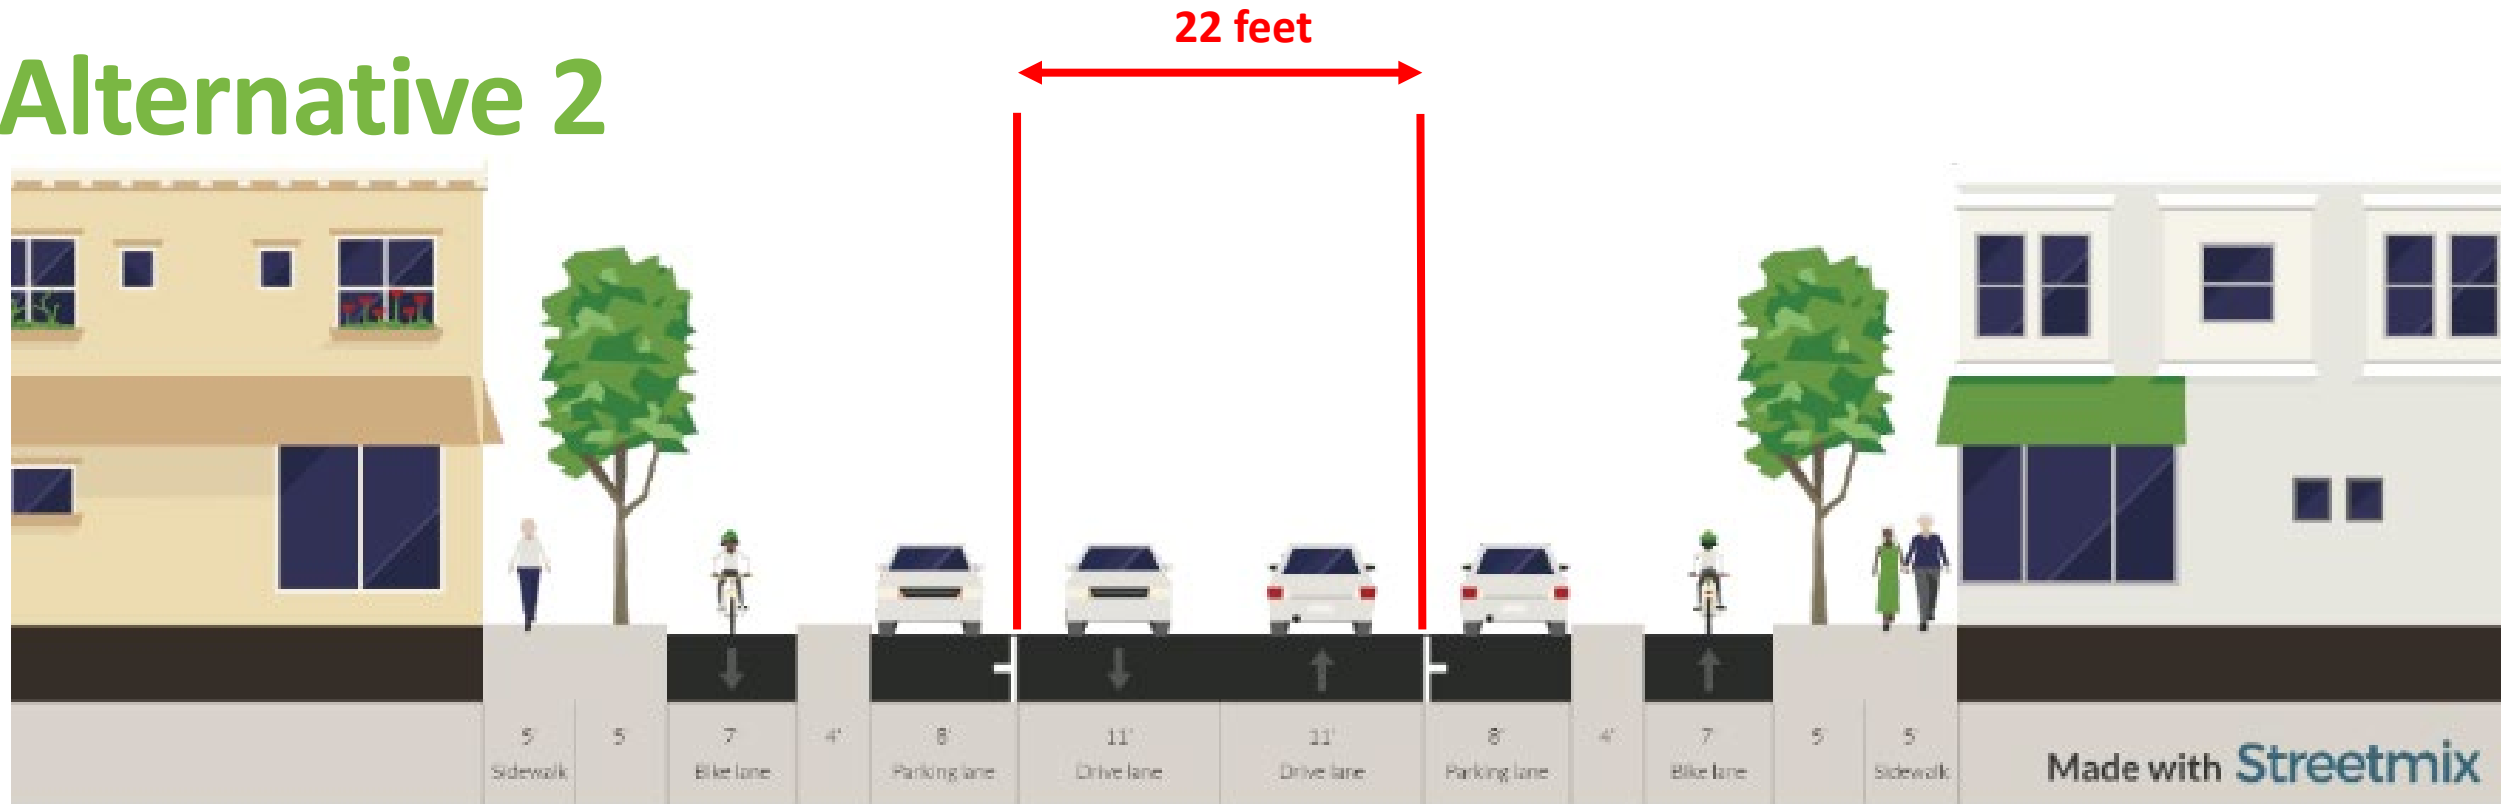 22 feet
Alternative 2
5' 5' 7' 4' 8' 11' 11' 8' 4' 7' 5' 5'
Sidewalk Bike lane Parking lane Drive lane Drive lane Parking lane Bike lane Sidewalk
Made with Streetmix